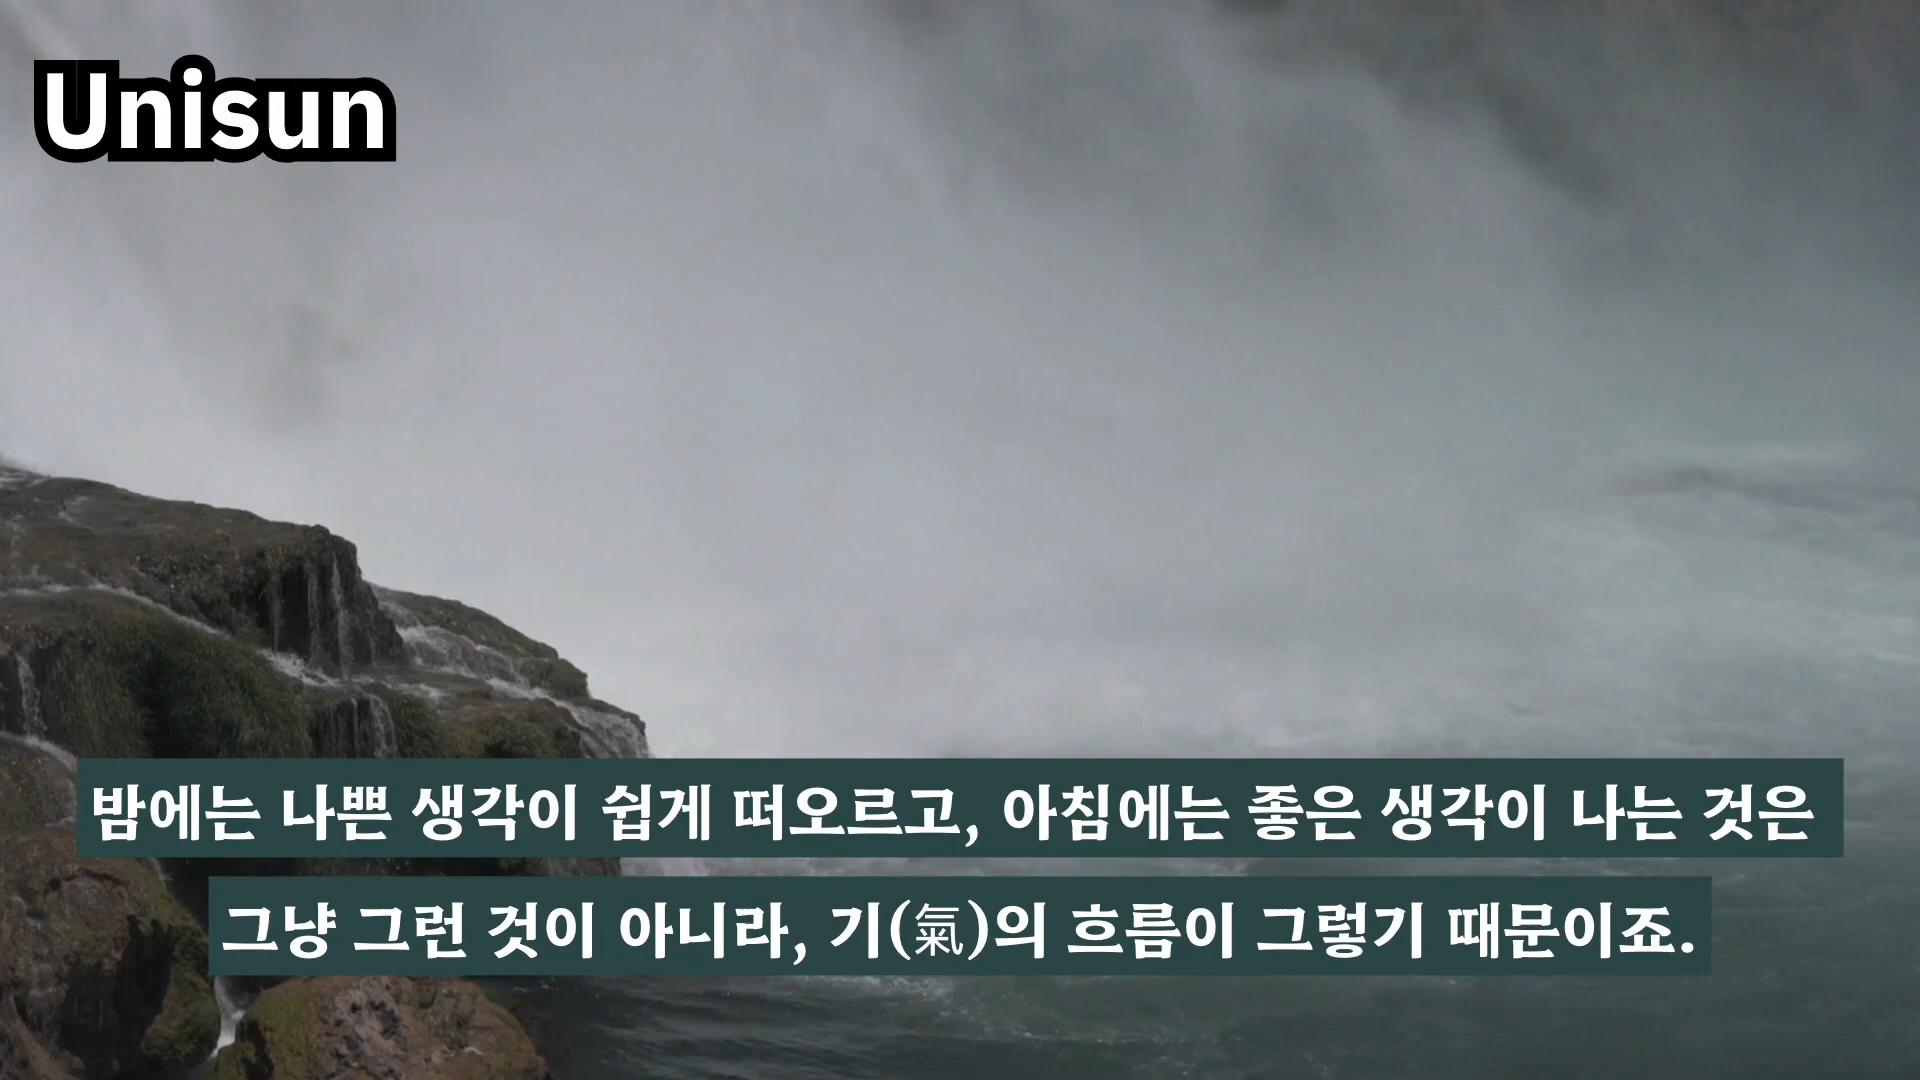 Unisun
밤에는 나쁜 생각이 쉽게 떠오르고, 아침에는 좋은 생각이 나는 것은
그냥 그런 것이 아니라, 기(氣)의 흐름이 그렇기 때문이죠.